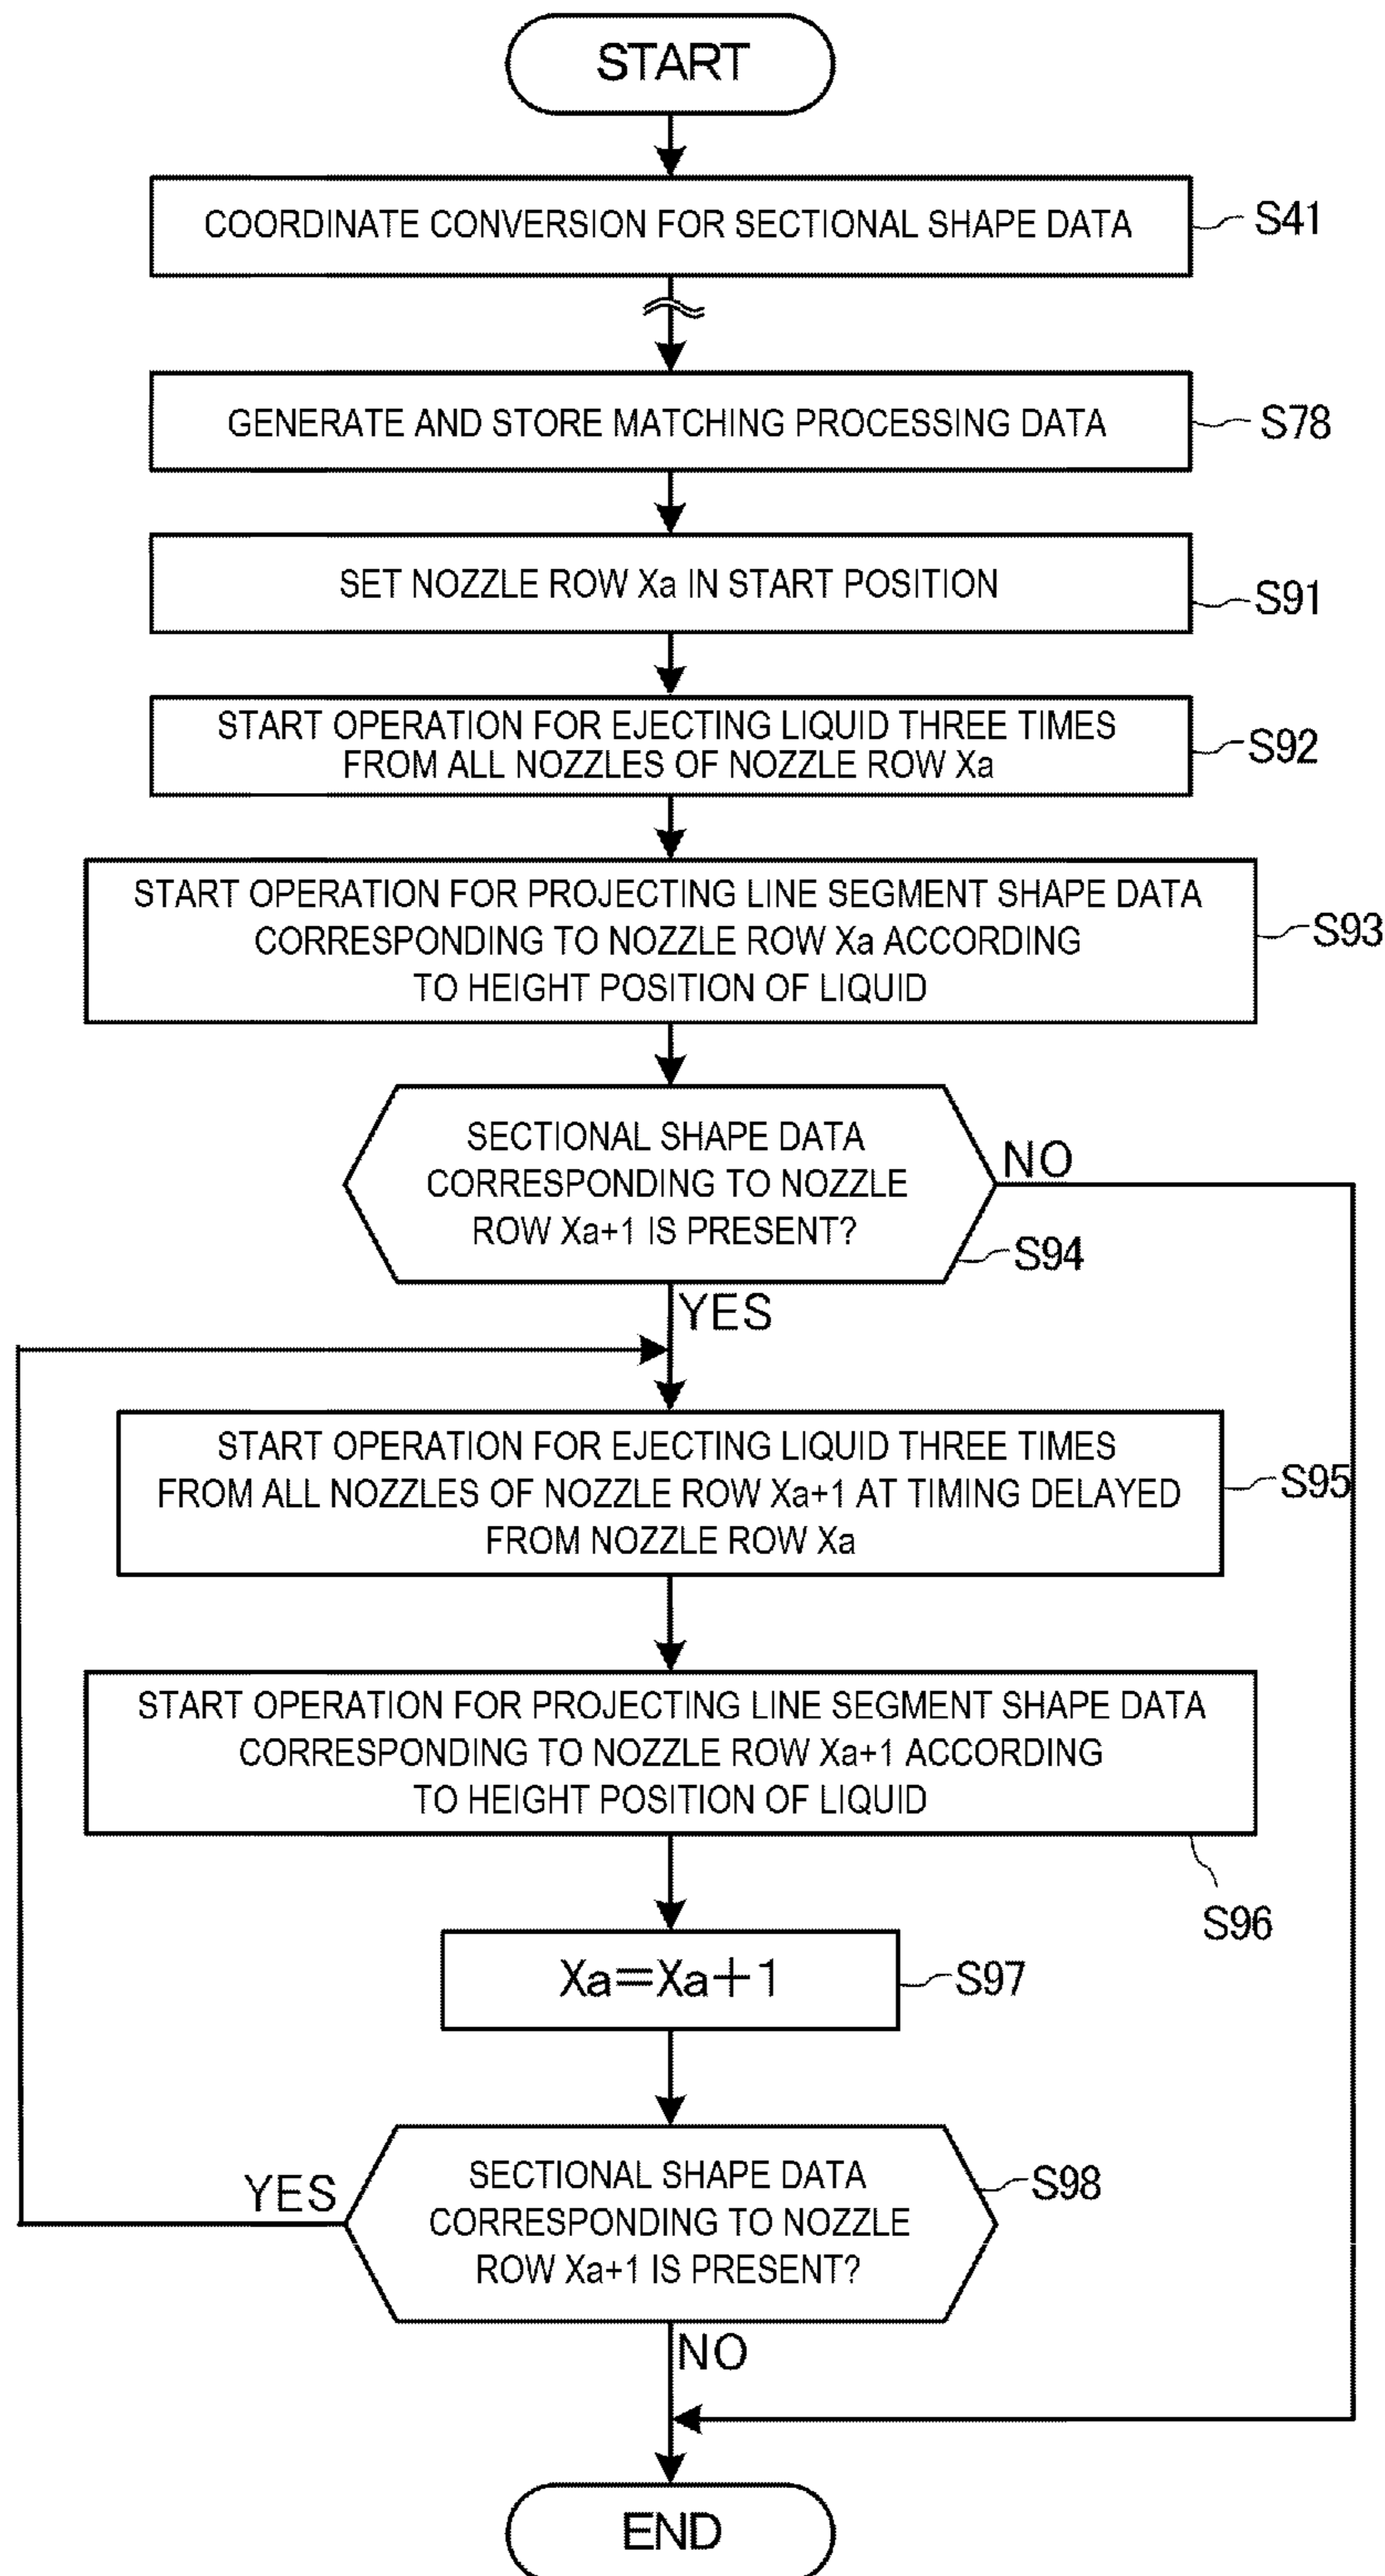 START
COORDINATE CONVERSION FOR SECTIONAL SHAPE DATA
S41
GENERATE AND STORE MATCHING PROCESSING DATA
S78
SET NOZZLE ROW Xa IN START POSITION
S91
START OPERATION FOR EJECTING LIQUID THREE TIMES
FROM ALL NOZZLES OF NOZZLE ROW Xa
S92
START OPERATION FOR PROJECTING LINE SEGMENT SHAPE DATA
CORRESPONDING TO NOZZLE ROW Xa ACCORDING
TO HEIGHT POSITION OF LIQUID
S93
SECTIONAL SHAPE DATA
CORRESPONDING TO NOZZLE
ROW Xa+1 IS PRESENT?
NO
S94
YES
START OPERATION FOR EJECTING LIQUID THREE TIMES
FROM ALL NOZZLES OF NOZZLE ROW Xa+1 AT TIMING DELAYED
FROM NOZZLE ROW Xa
S95
START OPERATION FOR PROJECTING LINE SEGMENT SHAPE DATA
CORRESPONDING TO NOZZLE ROW Xa+1 ACCORDING
TO HEIGHT POSITION OF LIQUID
S96
Xa=Xa+1
S97
SECTIONAL SHAPE DATA
CORRESPONDING TO NOZZLE
ROW Xa+1 IS PRESENT?
S98
YES
NO
END